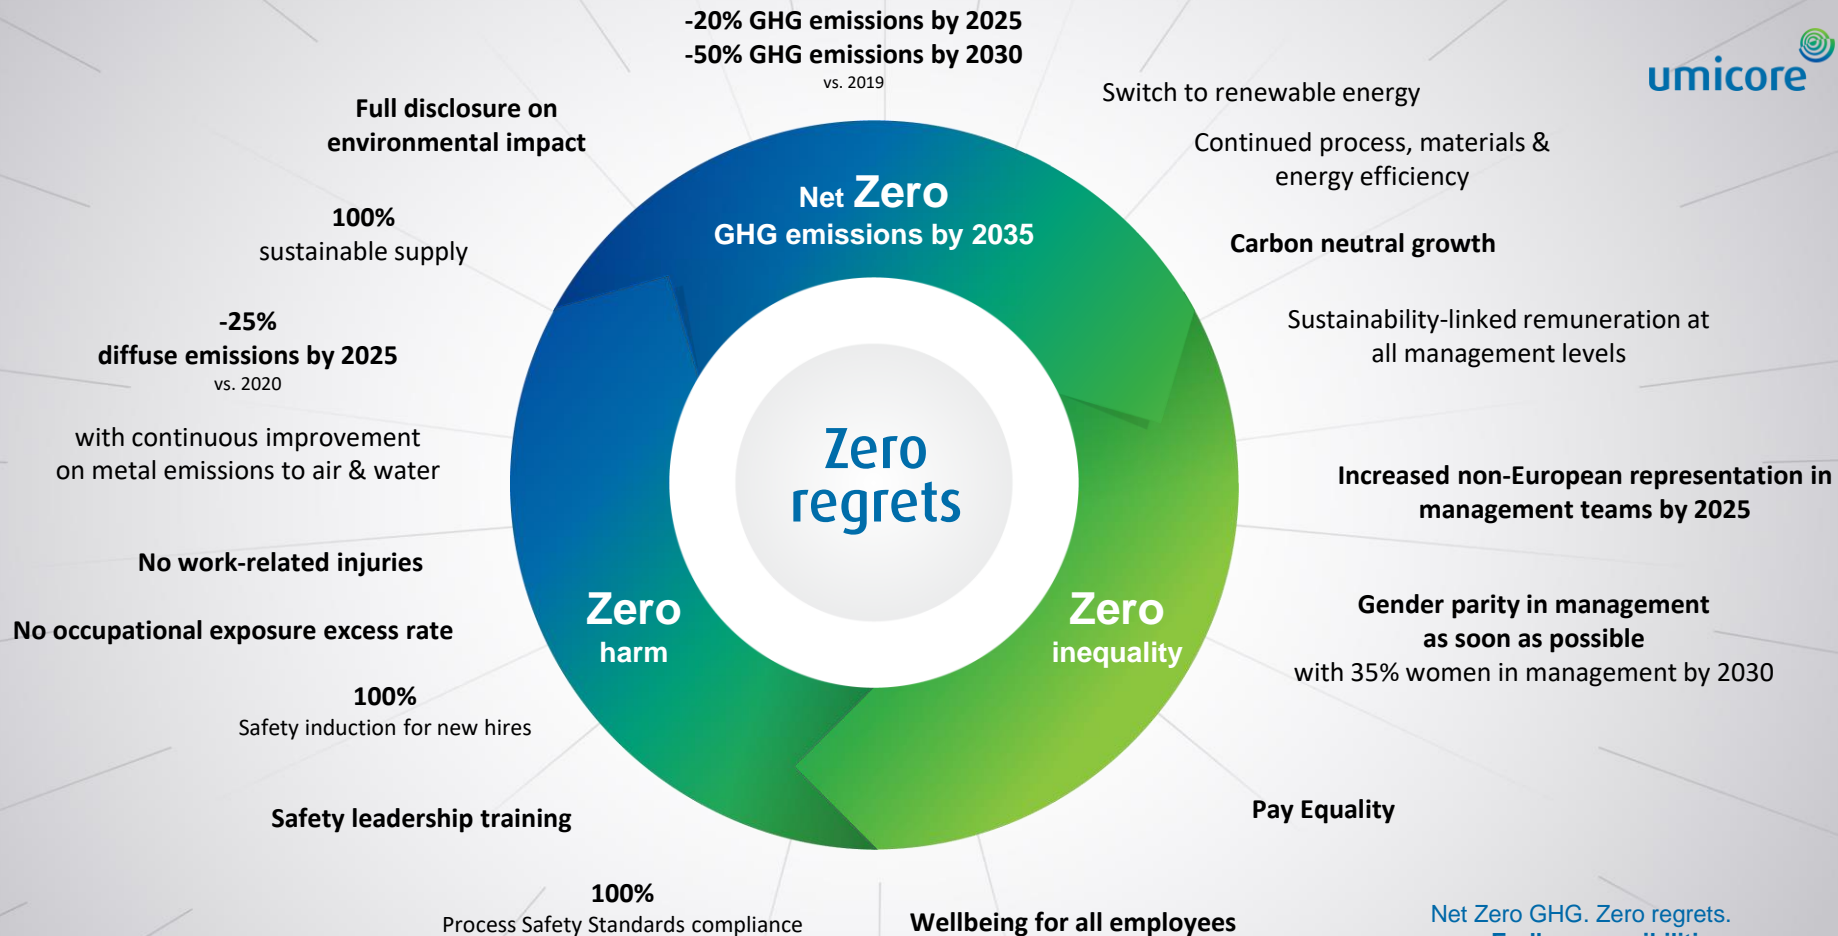 -20% GHG emissions by 2025
-50% GHG emissions by 2030
vs. 2019
umicore
Switch to renewable energy
Continued process, materials &
energy efficiency
Carbon neutral growth
Sustainability-linked remuneration at
all management levels
Increased non-European representation in
management teams by 2025
Gender parity in management
as soon as possible
with 35% women in management by 2030
Pay Equality
Wellbeing for all employees
Full disclosure on
environmental impact
100%
sustainable supply
-25%
diffuse emissions by 2025
vs. 2020
with continuous improvement
on metal emissions to air & water
No work-related injuries
No occupational exposure excess rate
100%
Safety induction for new hires
Safety leadership training
100%
Process Safety Standards compliance
Net Zero
GHG emissions by 2035
Zero
regrets
Zero
harm
Zero
inequality
Net Zero GHG. Zero regrets.